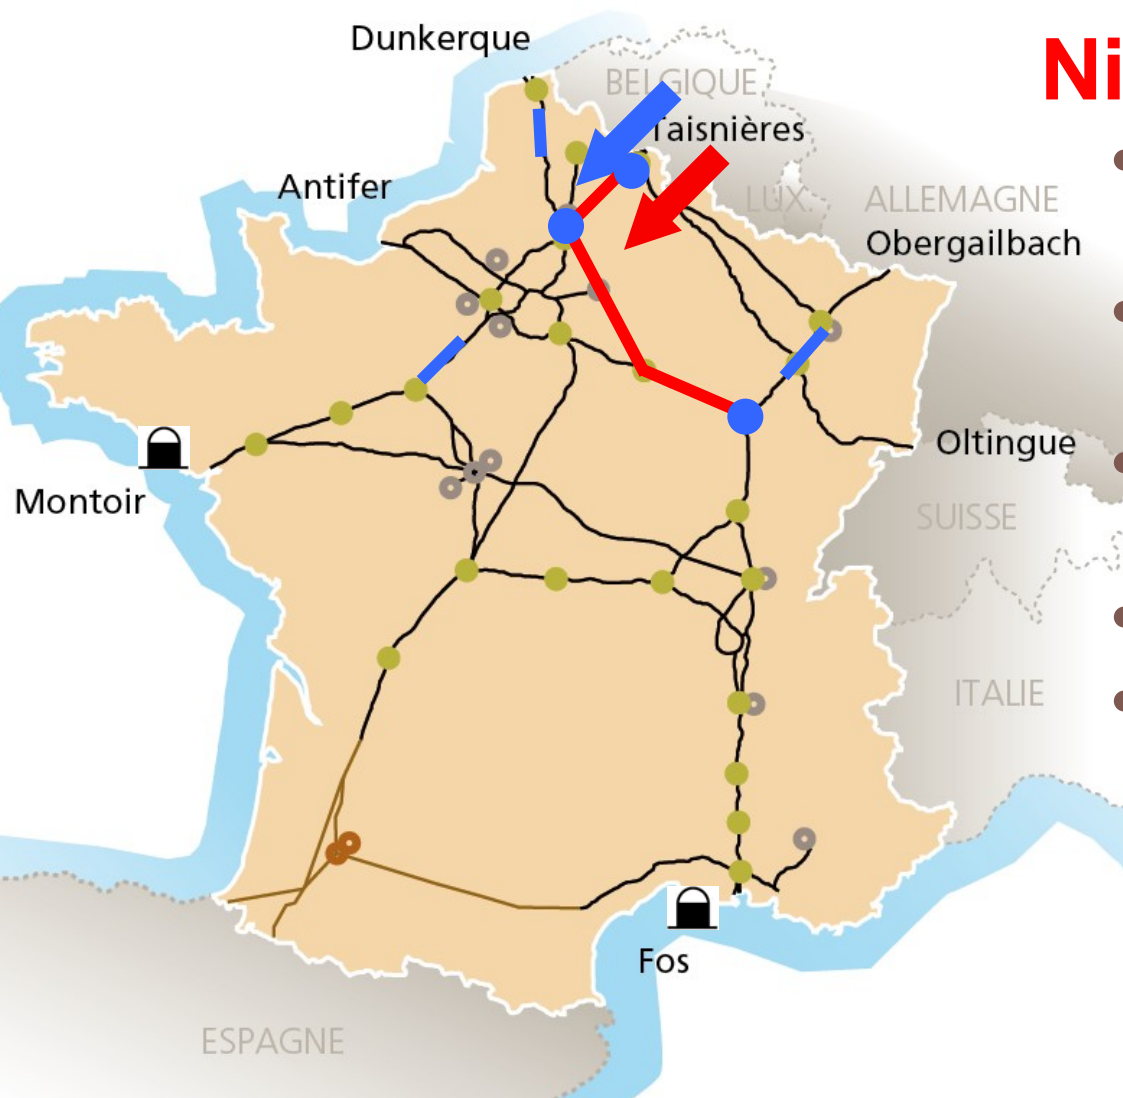 Dunkerque
Ni
BELGIQUE
Taisnières
Antifer
LUX.
ALLEMAGNE
Obergailbach
Oltingue
Montoir
SUISSE
ITALIE
Fos
ESPAGNE